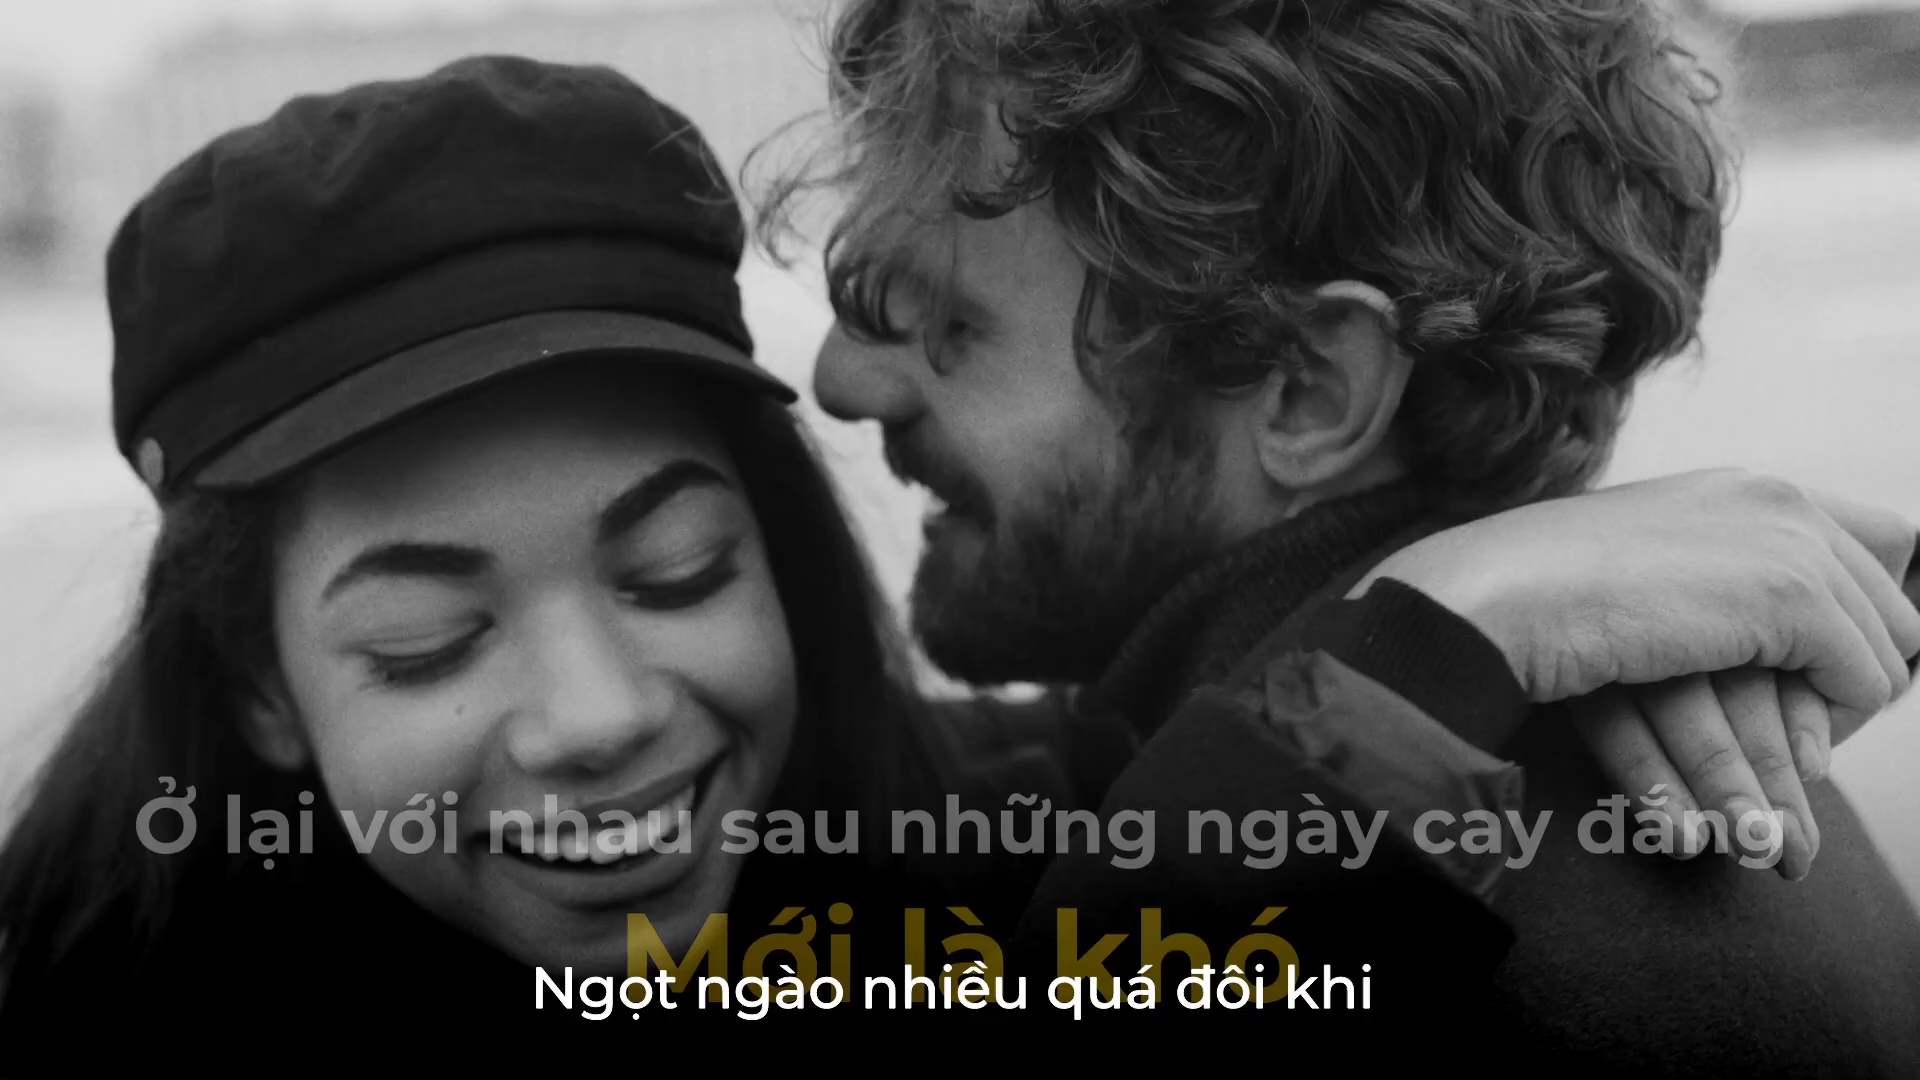 Ở lại với nhau sau những ngày cay đắng
Mới là khó
Ngọt ngào nhiều quá đôi khi